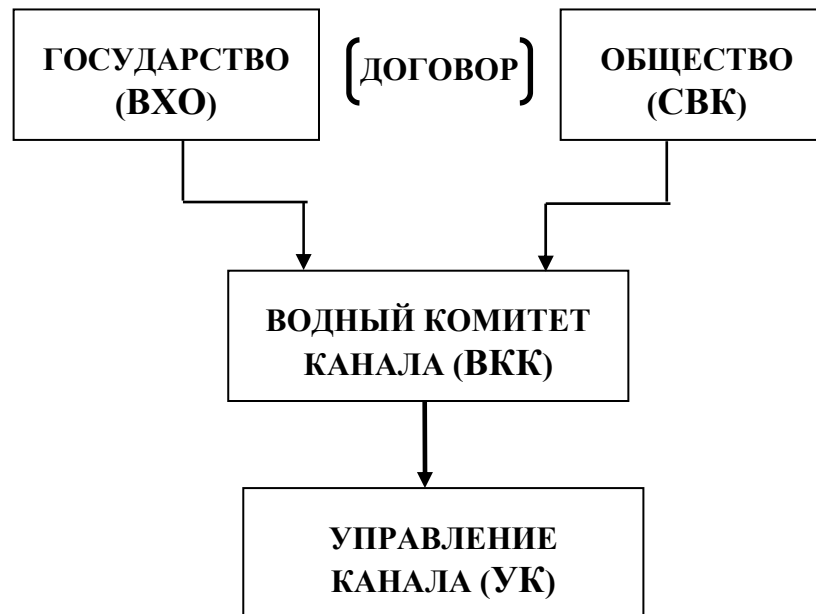 ГОСУДАРСТВО
(ВХО)
[ДОГОВОР]
ОБЩЕСТВО
(СВК)
ВОДНЫЙ КОМИТЕТ
КАНАЛА (ВКК)
УПРАВЛЕНИЕ
КАНАЛА (УК)